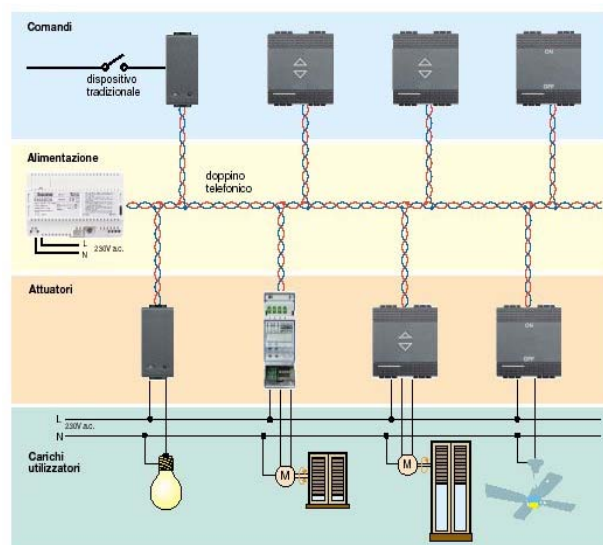 Comandi
dispositivo
tradizionale
ON
OFF
Alimentazione
doppino
telefonico
L
N
230V a.c.
Attuatori
ON
OFF
L
230V a.c.
N
Carichi
utilizzatori
M
M